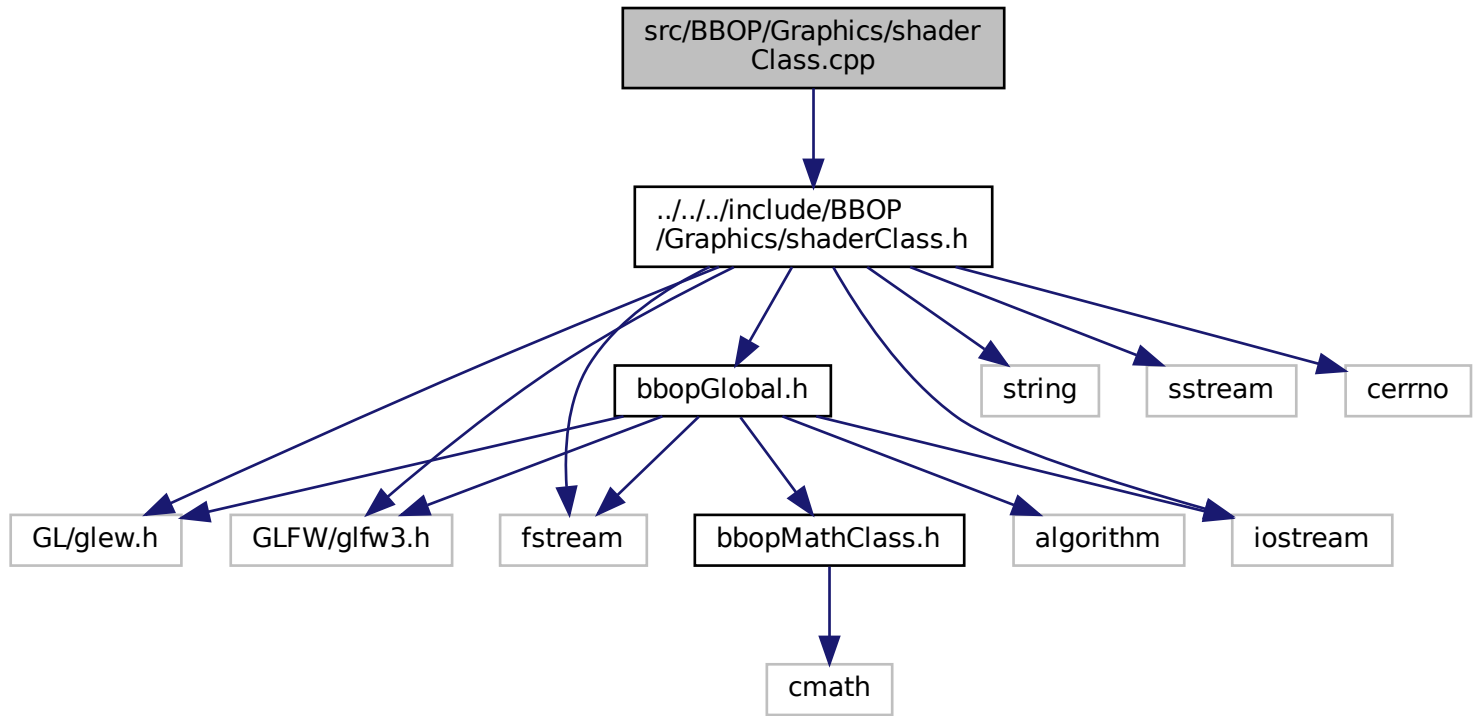 src/BBOP/Graphics/shader
Class.cpp
../../../include/BBOP
/Graphics/shaderClass.h
bbopGlobal.h
string
sstream
cerrno
GL/glew.h
GLFW/glfw3.h
fstream
bbopMathClass.h
algorithm
iostream
cmath